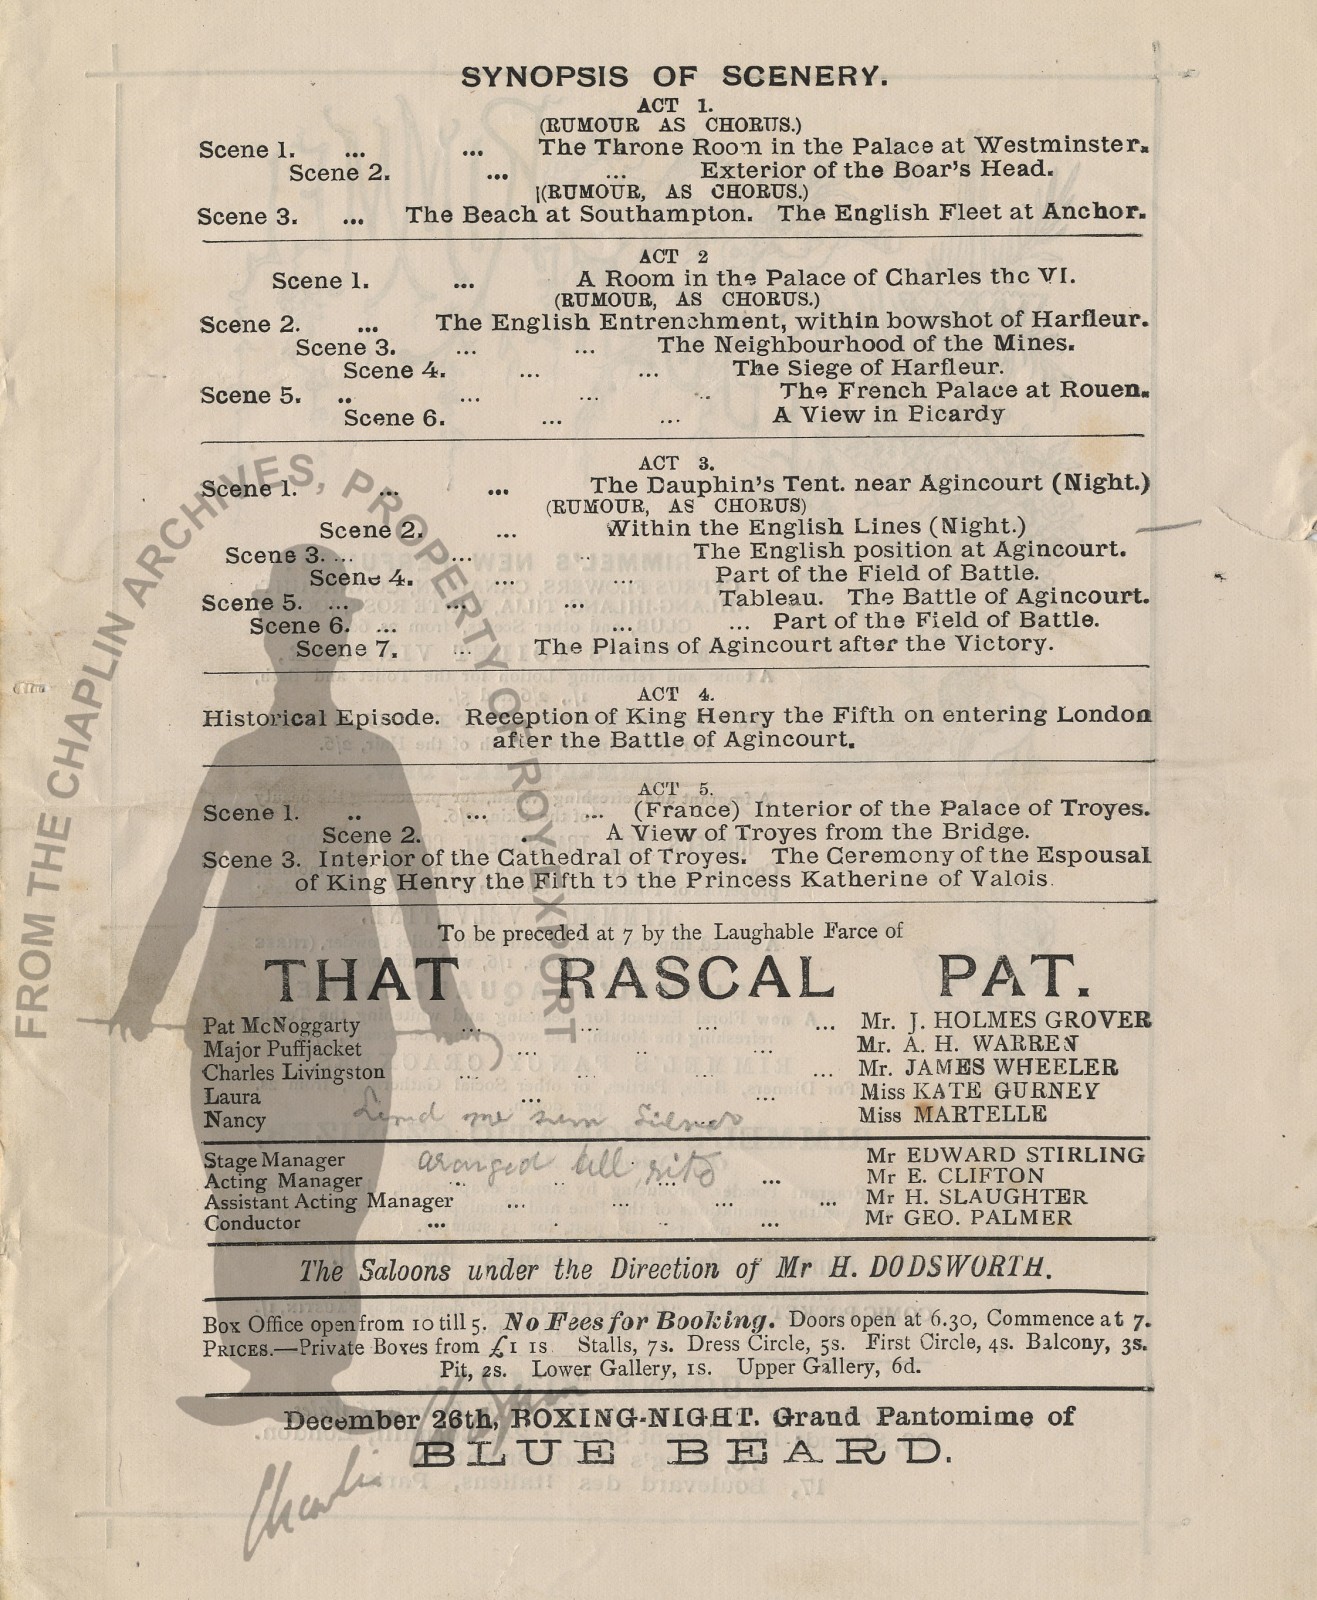 SYNOPSIS OF SCENERY.
ACT 1.
(RUMOUR AS CHORUS.)
Scene 1. ... ... The Throne Room in the Palace at Westminster.
Scene 2. ... ... Exterior of the Boar's Head.
(RUMOUR, AS CHORUS.)
Scene 3. ... The Beach at Southampton. The English Fleet at Anchor.
ACT 2
Scene 1. ... A Room in the Palace of Charles thc VI.
(RUMOUR, AS CHORUS.)
Scene 2. ... The English Entrenchment, within bowshot of Harfleur.
Scene 3. ... ... The Neighbourhood of the Mines.
Scene 4. ... ... The Siege of Harfleur.
Scene 5. .. ... ... .. The French Palace at Rouen.
Scene 6. ... ... A View in Picardy
ACT 3.
Scene 1. ... ... The Dauphin's Tent. near Agincourt (Night.)
(RUMOUR, AS CHORUS)
Scene 2. ... Within the English Lines (Night.)
Scene 3. ... ... .. The English position at Agincourt.
Scene 4. ... ... Part of the Field of Battle.
Scene 5. ... ... ... Tableau. The Battle of Agincourt.
Scene 6. ... ... ... Part of the Field of Battle.
Scene 7. ... The Plains of Agincourt after the Victory.
ACT 4.
Historical Episode. Reception of King Henry the Fifth on entering London
after the Battle of Agincourt.
ACT 5.
Scene 1. .. ... ... (France) Interior of the Palace of Troyes.
Scene 2. . A View of Troyes from the Bridge.
Scene 3. Interior of the Cathedral of Troyes. The Ceremony of the Espousal
of King Henry the Fifth to the Princess Katherine of Valois.
To be preceded at 7 by the Laughable Farce of
THAT RASCAL PAT.
Pat McNoggarty ... ... ... ... Mr. J. HOLMES GROVER
Major Puffjacket ... .. ... Mr. A. H. WARREN
Charles Livingston ... ... ... ... Mr. JAMES WHEELER
Laura ... ... Miss KATE GURNEY
Nancy Miss MARTELLE
Lend me sum
aranged all rite
Stage Manager Mr EDWARD STIRLING
Acting Manager .. .. ... ... Mr E. CLIFTON
Assistant Acting Manager ... ... ... ... Mr H. SLAUGHTER
Conductor ... . .. ... Mr GEO. PALMER
The Saloons under the Direction of Mr H. DODSWORTH.
Box Office open from 10 till 5. No Fees for Booking. Doors open at 6.30, Commence at 7.
PRICES.—Private Boxes from £1 1s Stalls, 7s. Dress Circle, 5s. First Circle, 4s. Balcony, 3s.
Pit, 2s. Lower Gallery, 1s. Upper Gallery, 6d.
December 26th, BOXING-NIGHT. Grand Pantomime of
BLUE BEARD.
Charlie
FROM THE CHAPLIN ARCHIVES, PROPERTY OF ROY EXPORT